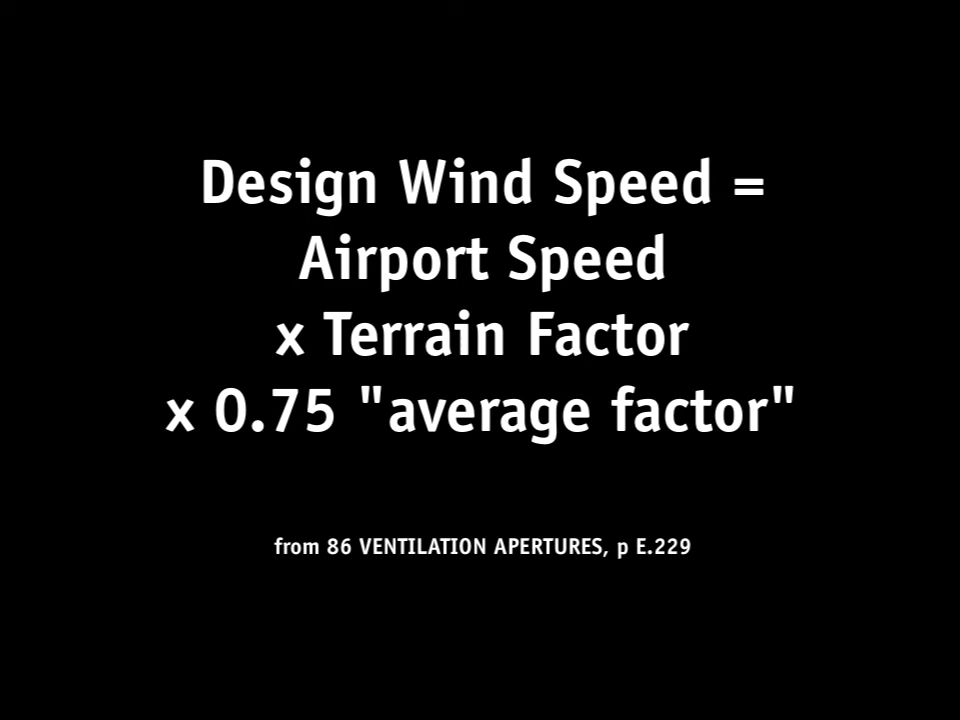 Design Wind Speed =
Airport Speed
x Terrain Factor
x 0.75 "average factor"
from 86 VENTILATION APERTURES, p E.229